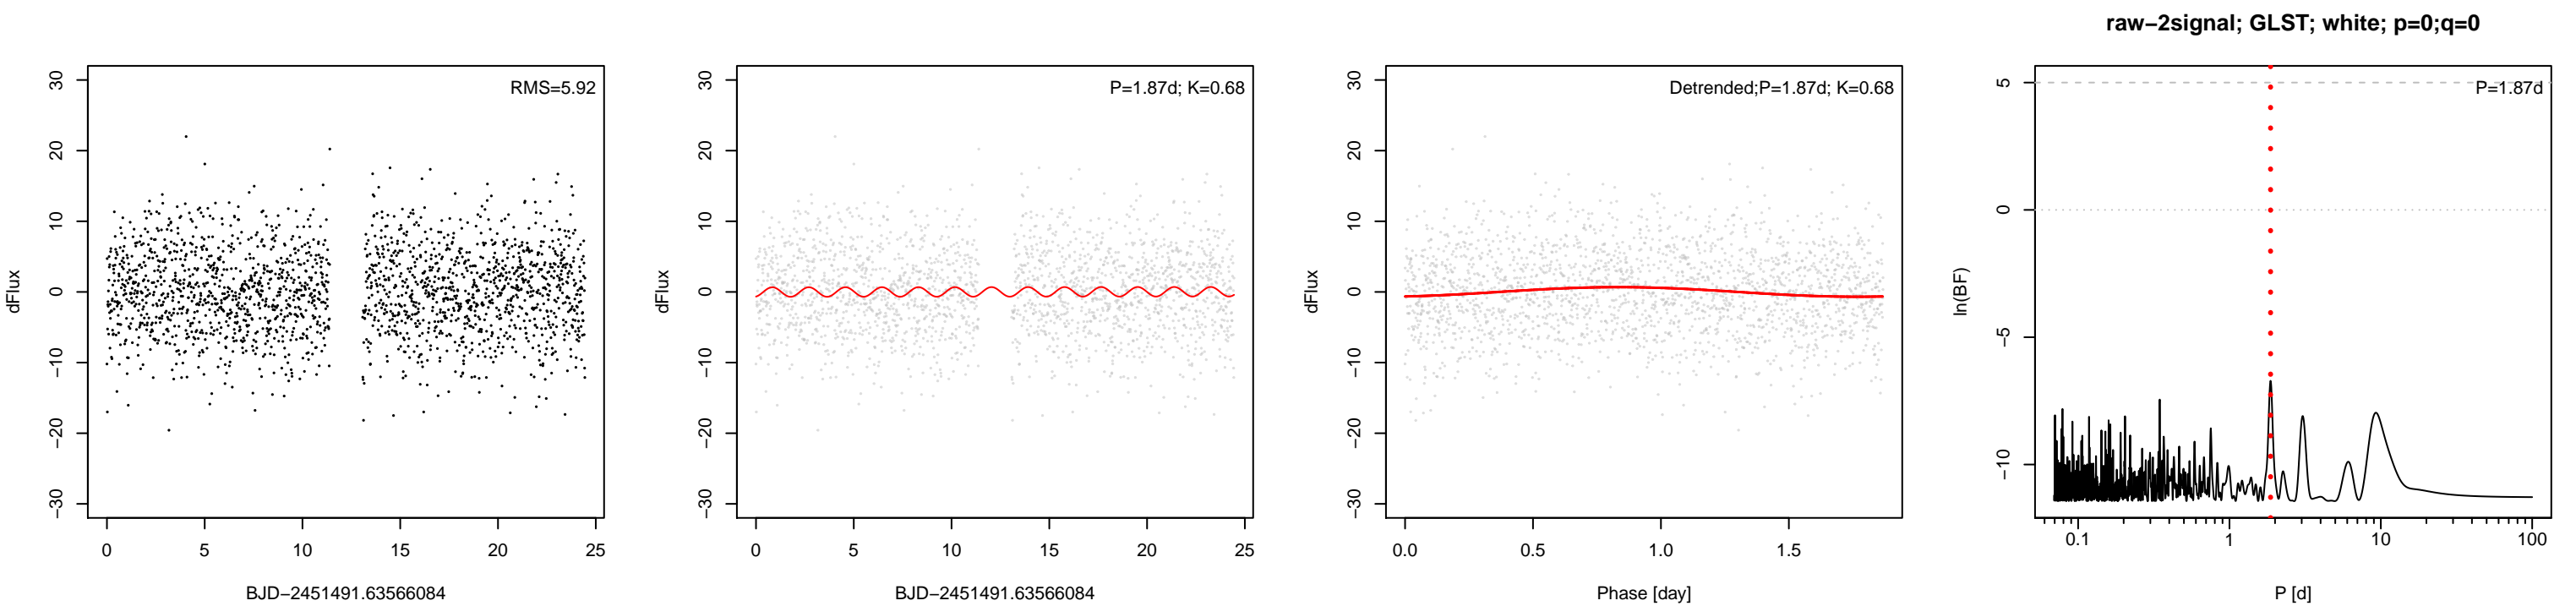 raw−2signal; GLST; white; p=0;q=0
RMS=5.92
dFlux
30
20
10
0
−10
−20
−30
0 5 10 15 20 25
BJD−2451491.63566084
P=1.87d; K=0.68
dFlux
30
20
10
0
−10
−20
−30
0 5 10 15 20 25
BJD−2451491.63566084
Detrended;P=1.87d; K=0.68
dFlux
30
20
10
0
−10
−20
−30
0.0 0.5 1.0 1.5
Phase [day]
P=1.87d
ln(BF)
5
0
−5
−10
0.1 1 10 100
P [d]